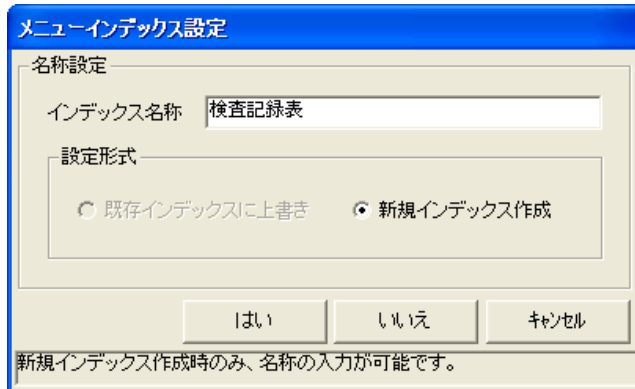 メニューインデックス設定
名称設定
インデックス名称 検査記録表
設定形式
既存インデックスに上書き 新規インデックス作成
はい いいえ キャンセル
新規インデックス作成時のみ、名称の入力が可能です。